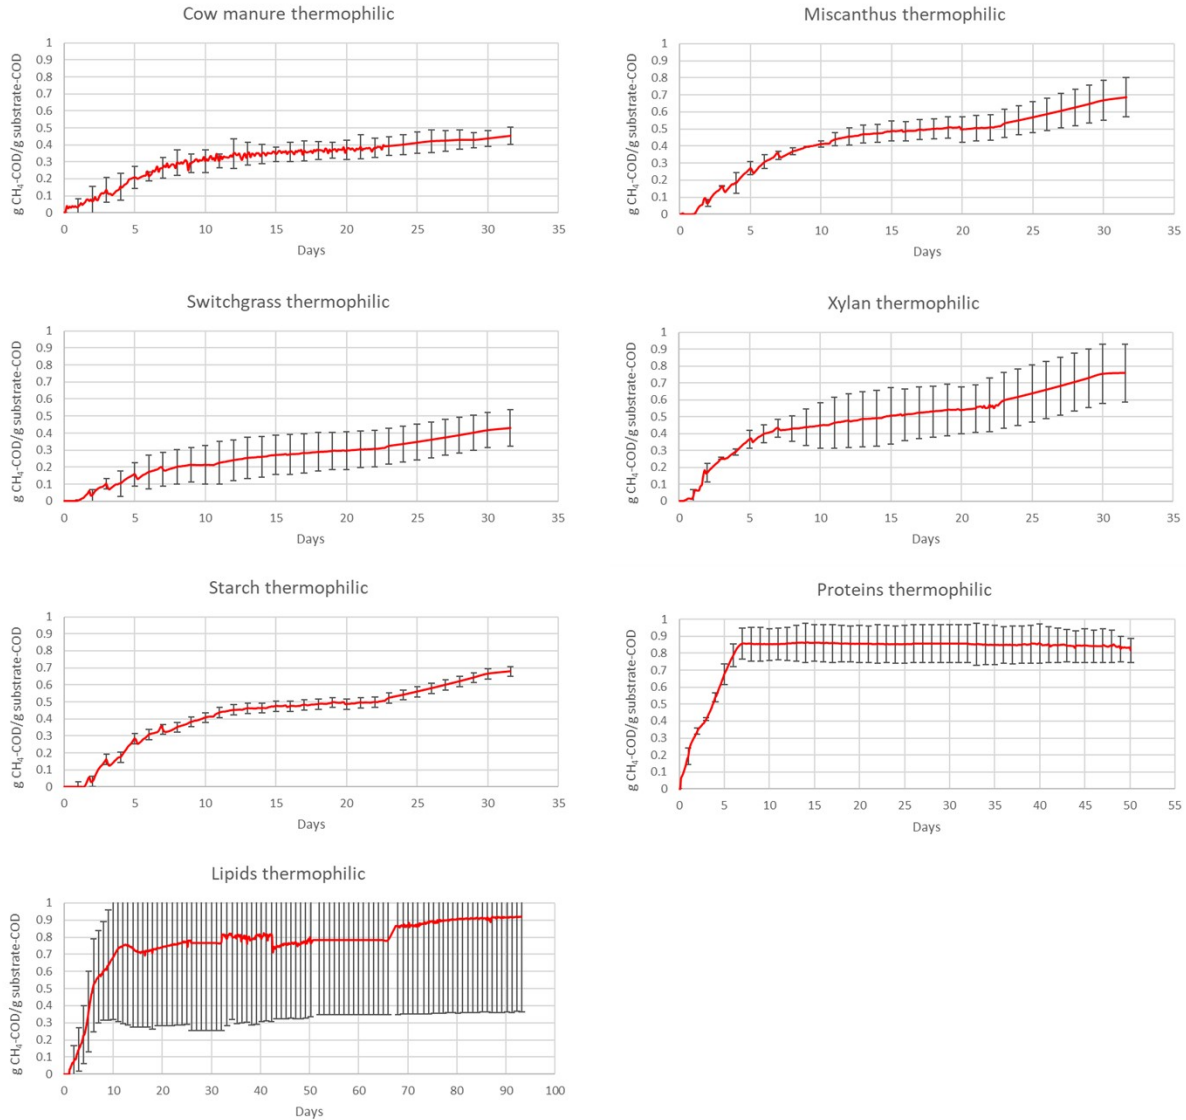 Cow manure thermophilic
g CH₄-COD/g substrate-COD
1
0.9
0.8
0.7
0.6
0.5
0.4
0.3
0.2
0.1
0
0 5 10 15 20 25 30 35
Days
Miscanthus thermophilic
g CH₄-COD/g substrate-COD
1
0.9
0.8
0.7
0.6
0.5
0.4
0.3
0.2
0.1
0
0 5 10 15 20 25 30 35
Days
Switchgrass thermophilic
g CH₄-COD/g substrate-COD
1
0.9
0.8
0.7
0.6
0.5
0.4
0.3
0.2
0.1
0
0 5 10 15 20 25 30 35
Days
Xylan thermophilic
g CH₄-COD/g substrate-COD
1
0.9
0.8
0.7
0.6
0.5
0.4
0.3
0.2
0.1
0
0 5 10 15 20 25 30 35
Days
Starch thermophilic
g CH₄-COD/g substrate-COD
1
0.9
0.8
0.7
0.6
0.5
0.4
0.3
0.2
0.1
0
0 5 10 15 20 25 30 35
Days
Proteins thermophilic
g CH₄-COD/g substrate-COD
1
0.9
0.8
0.7
0.6
0.5
0.4
0.3
0.2
0.1
0
0 5 10 15 20 25 30 35 40 45 50 55
Days
Lipids thermophilic
g CH₄-COD/g substrate-COD
1
0.9
0.8
0.7
0.6
0.5
0.4
0.3
0.2
0.1
0
0 10 20 30 40 50 60 70 80 90 100
Days